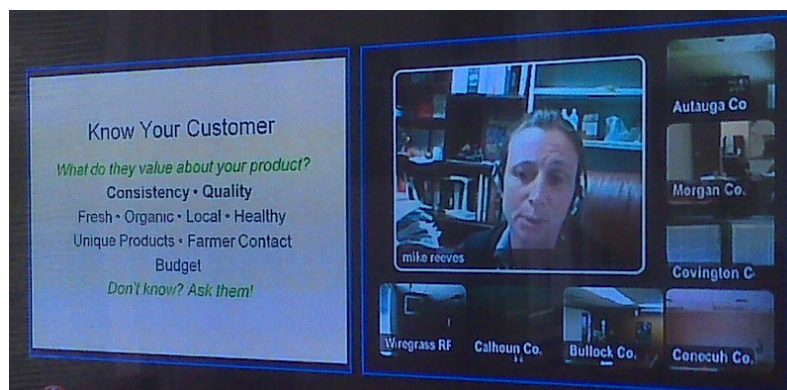 Know Your Customer
What do they value about your product?
Consistency • Quality
Fresh • Organic • Local • Healthy
Unique Products • Farmer Contact
Budget
Don't know? Ask them!
mike reeves
Autauga Co
Morgan Co.
Covington C
Wiregrass RF
Calhoun Co.
Bullock Co.
Conecuh Co.